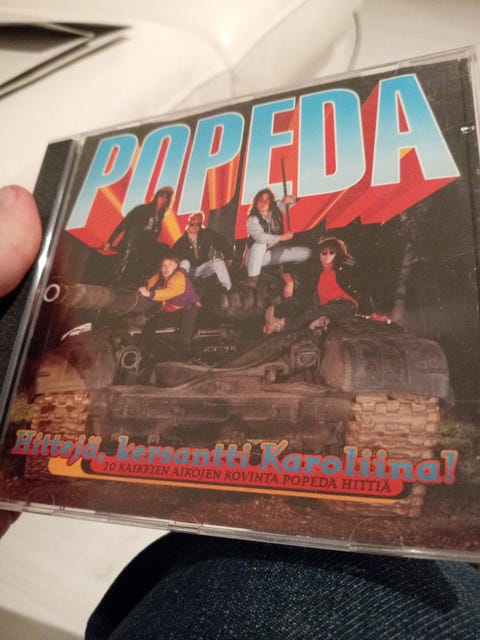 POPEDA
Hittejä, kersantti Karoliina!
20 KAIKKIEN AIKOJEN KOVINTA POPEDA HITTIÄ